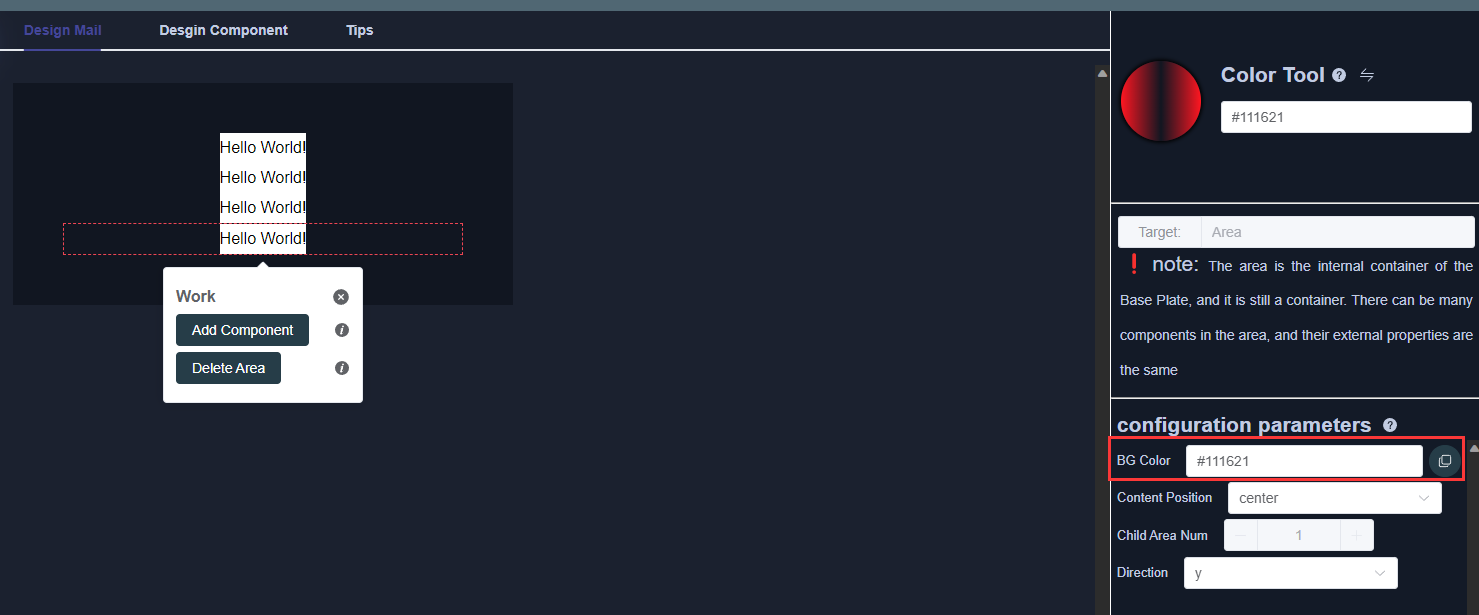 Design Mail
Desgin Component
Tips
Hello World!
Hello World!
Hello World!
Hello World!
Work
Add Component
Delete Area
Color Tool
#111621
Target:
Area
❗ note: The area is the internal container of the
Base Plate, and it is still a container. There can be many
components in the area, and their external properties are
the same
configuration parameters
BG Color
#111621
Content Position
center
Child Area Num
1
Direction
y